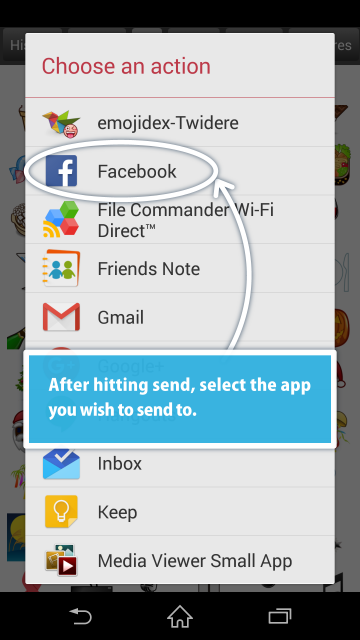 Choose an action
emojidex-Twidere
Facebook
File Commander Wi-Fi
Direct™
Friends Note
Gmail
Google+
After hitting send, select the app
you wish to send to.
Inbox
Keep
Media Viewer Small App